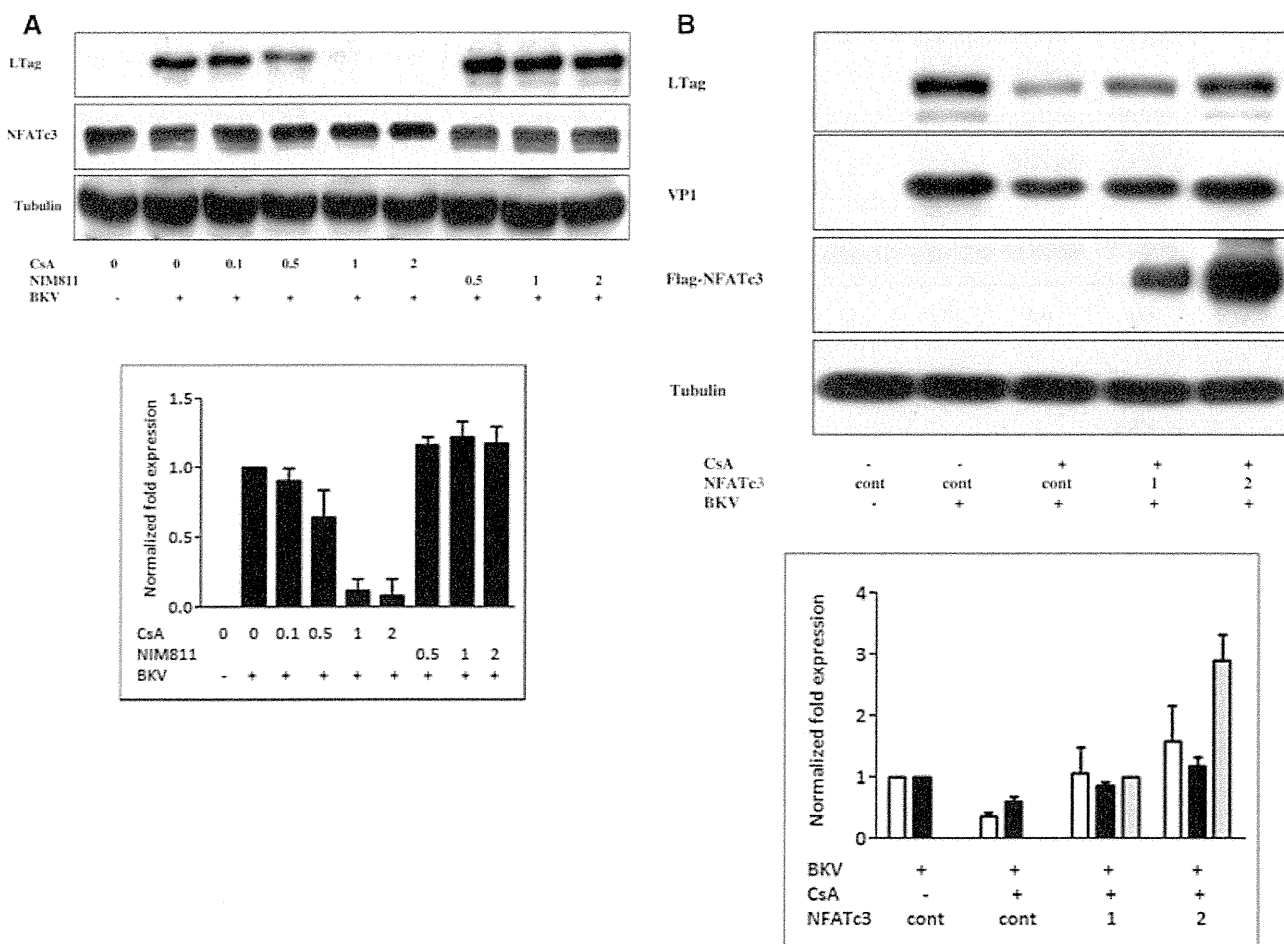 A
LTag
NFATc3
Tubulin
CsA 0 0 0.1 0.5 1 2
NIM811 0.5 1 2
BKV - + + + + + + + +
1.5
1.0
0.5
0.0
Normalized fold expression
CsA 0 0 0.1 0.5 1 2
NIM811 0.5 1 2
BKV - + + + + + + + +
B
LTag
VP1
Flag-NFATc3
Tubulin
CsA - - + + +
NFATc3 cont cont cont 1 2
BKV - + + + +
4
3
2
1
0
Normalized fold expression
BKV + + + +
CsA - + + +
NFATc3 cont cont 1 2